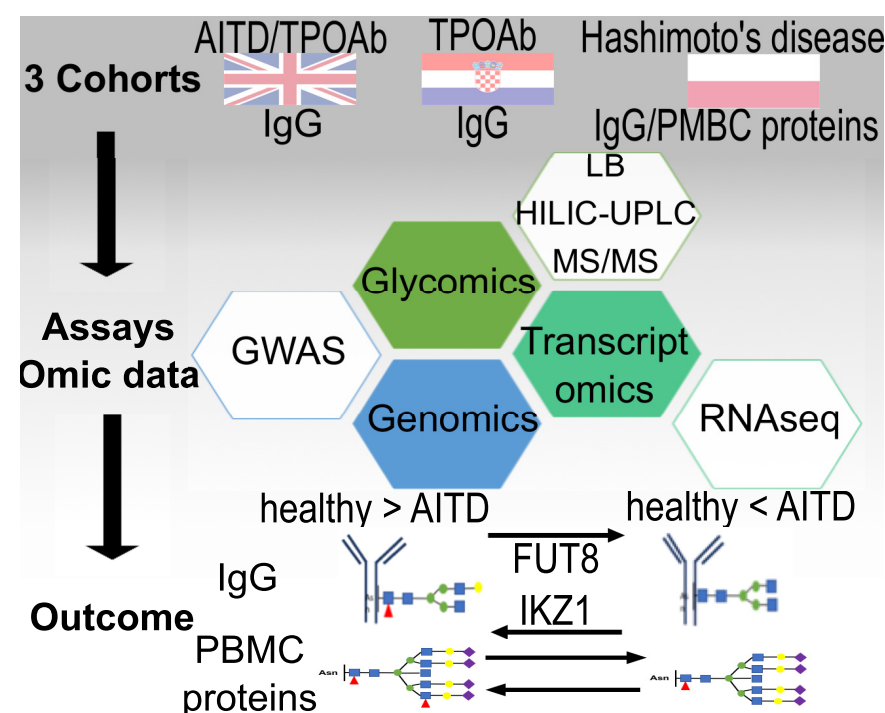 AITD/TPOAb
TPOAb
Hashimoto's disease
3 Cohorts
IgG
IgG
IgG/PMBC proteins
LB
HILIC-UPLC
MS/MS
Glycomics
Assays
Omic data
GWAS
Transcript
omics
Genomics
RNAseq
healthy > AITD
healthy < AITD
FUT8
IgG
IKZ1
Outcome
PBMC
proteins
Asn
Asn